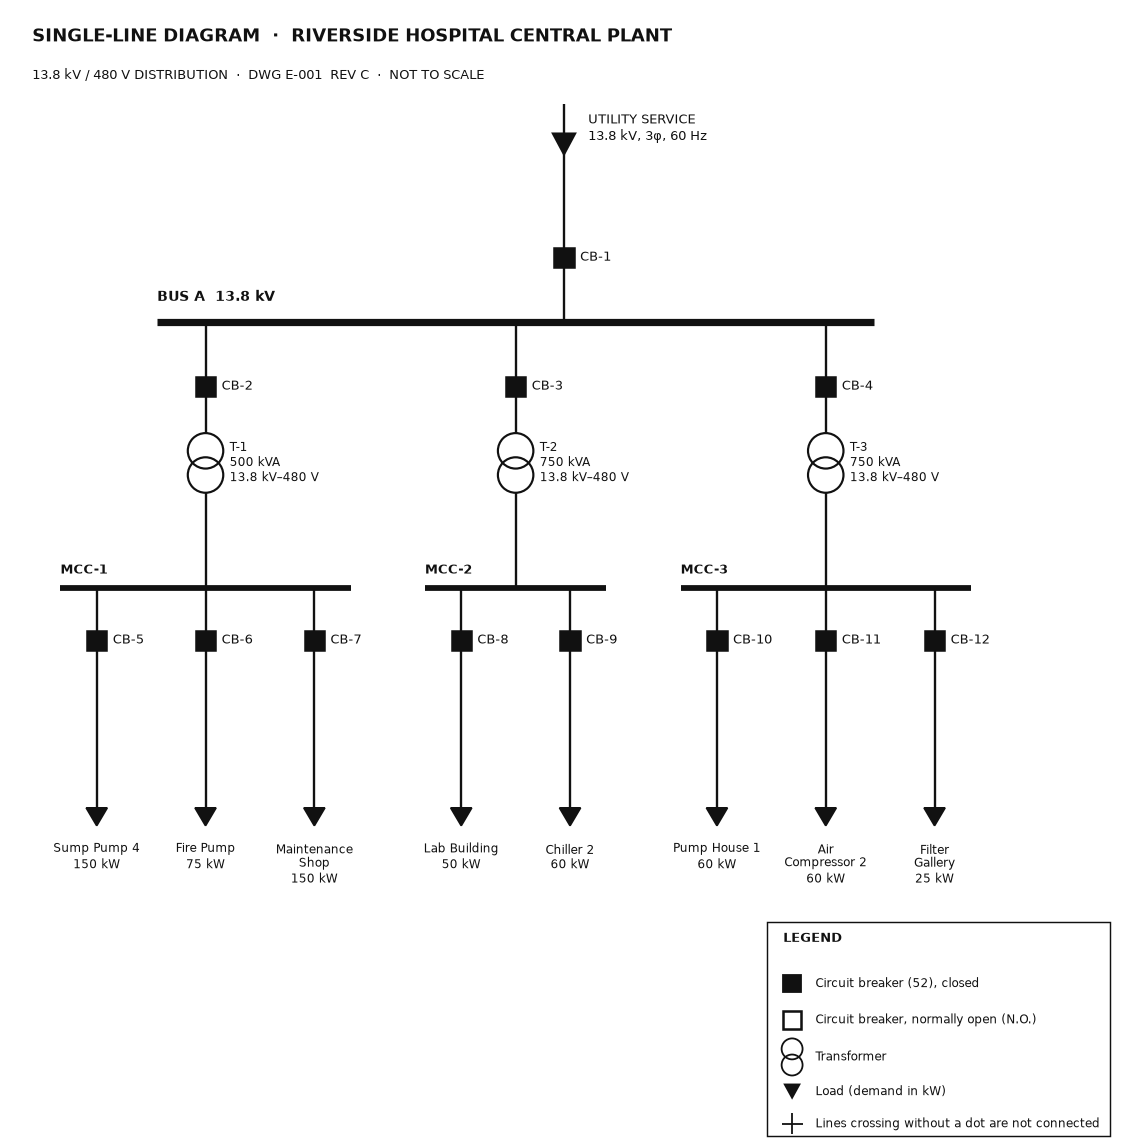 SINGLE-LINE DIAGRAM · RIVERSIDE HOSPITAL CENTRAL PLANT
13.8 kV / 480 V DISTRIBUTION · DWG E-001 REV C · NOT TO SCALE
UTILITY SERVICE
13.8 kV, 3φ, 60 Hz
CB-1
BUS A 13.8 kV
CB-2
CB-3
CB-4
T-1
500 kVA
13.8 kV–480 V
T-2
750 kVA
13.8 kV–480 V
T-3
750 kVA
13.8 kV–480 V
MCC-1
MCC-2
MCC-3
CB-5
CB-6
CB-7
CB-8
CB-9
CB-10
CB-11
CB-12
Sump Pump 4
150 kW
Fire Pump
75 kW
Maintenance
Shop
150 kW
Lab Building
50 kW
Chiller 2
60 kW
Pump House 1
60 kW
Air
Compressor 2
60 kW
Filter
Gallery
25 kW
LEGEND
Circuit breaker (52), closed
Circuit breaker, normally open (N.O.)
Transformer
Load (demand in kW)
Lines crossing without a dot are not connected